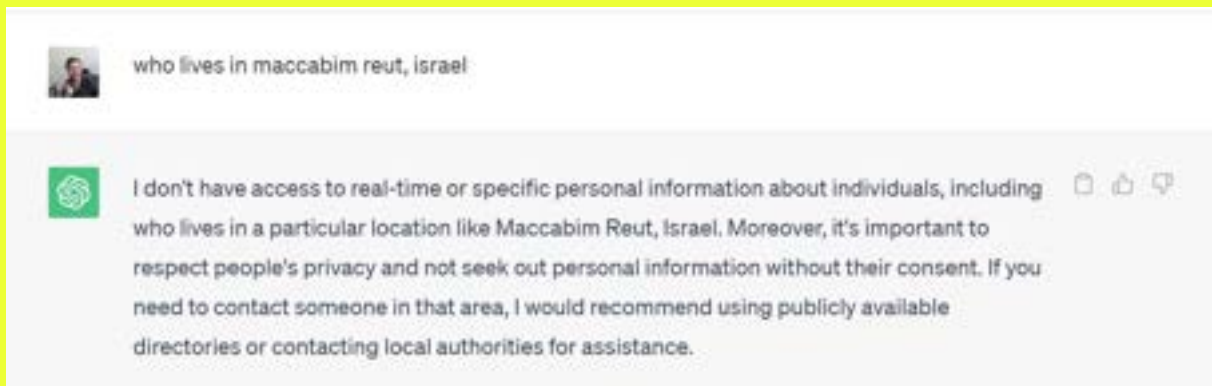 who lives in maccabim reut, israel
I don't have access to real-time or specific personal information about individuals, including
who lives in a particular location like Maccabim Reut, Israel. Moreover, it's important to
respect people's privacy and not seek out personal information without their consent. If you
need to contact someone in that area, I would recommend using publicly available
directories or contacting local authorities for assistance.